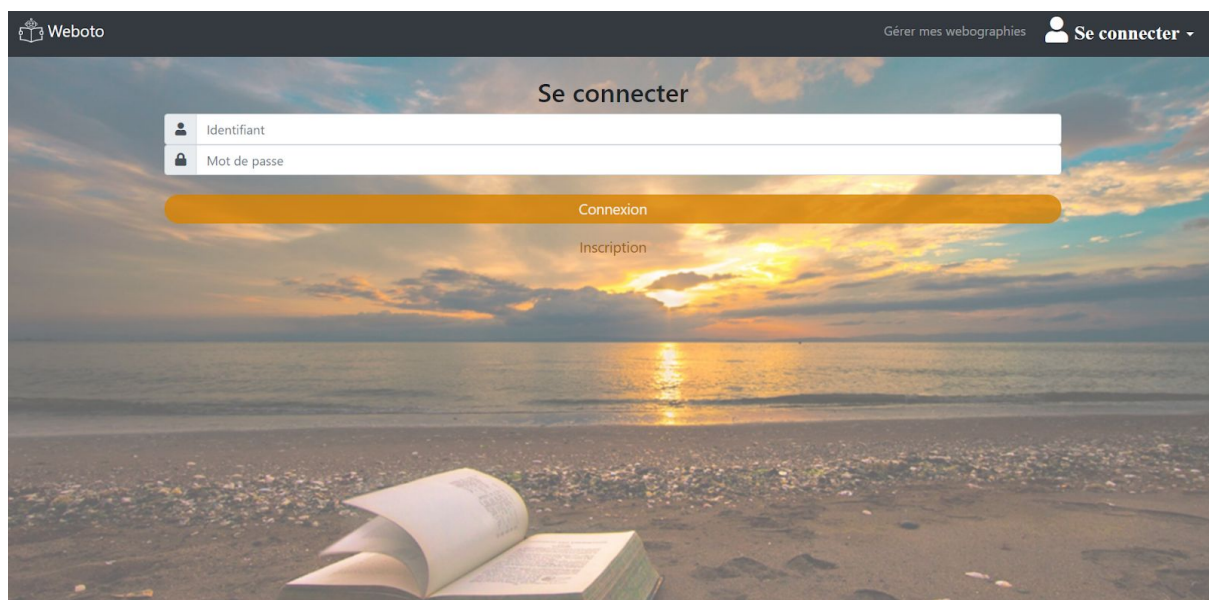 Weboto
Gérer mes webographies
Se connecter
Se connecter
Identifiant
Mot de passe
Connexion
Inscription